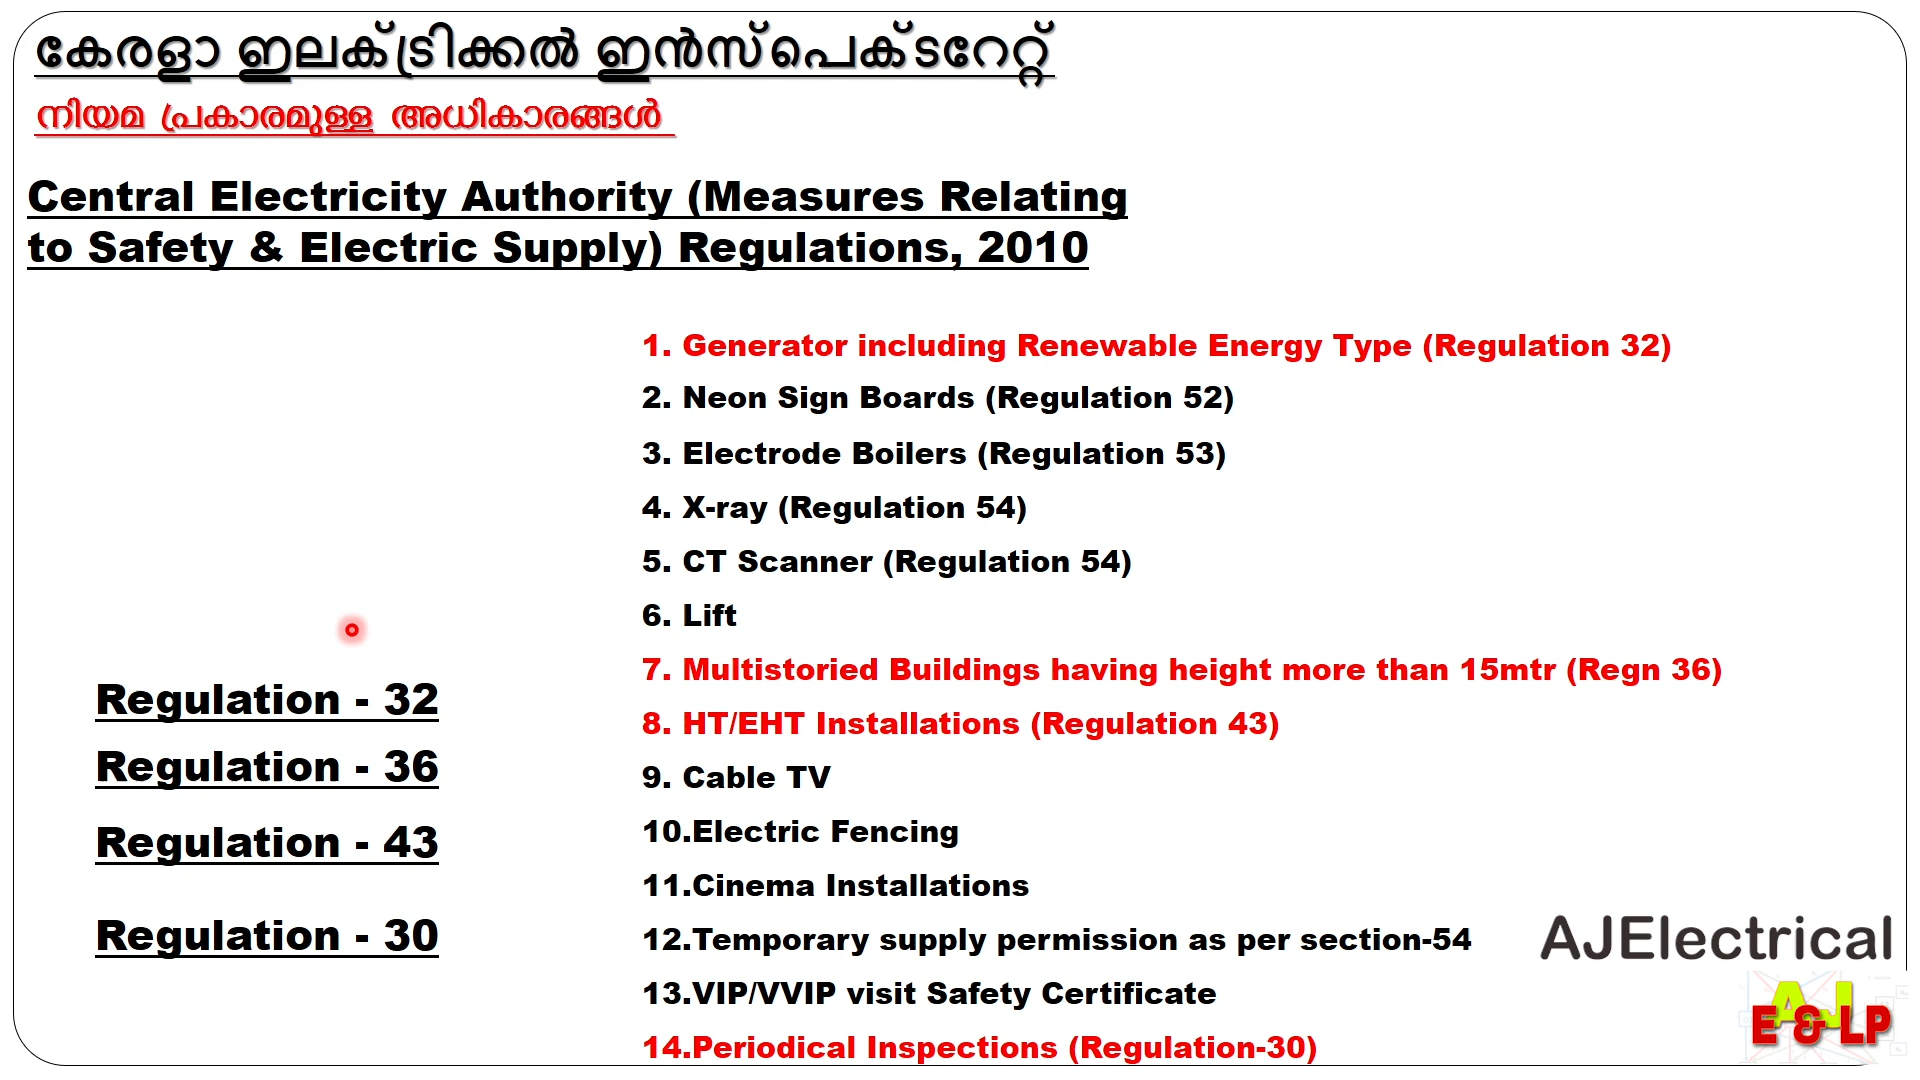 കേരളാ ഇലക്ട്രിക്കൽ ഇൻസ്പെക്ടറേറ്റ്
നിയമ പ്രകാരമുള്ള അധികാരങ്ങൾ
Central Electricity Authority (Measures Relating
to Safety & Electric Supply) Regulations, 2010
1. Generator including Renewable Energy Type (Regulation 32)
2. Neon Sign Boards (Regulation 52)
3. Electrode Boilers (Regulation 53)
4. X-ray (Regulation 54)
5. CT Scanner (Regulation 54)
6. Lift
7. Multistoried Buildings having height more than 15mtr (Regn 36)
8. HT/EHT Installations (Regulation 43)
9. Cable TV
10.Electric Fencing
11.Cinema Installations
12.Temporary supply permission as per section-54
13.VIP/VVIP visit Safety Certificate
14.Periodical Inspections (Regulation-30)
Regulation - 32
Regulation - 36
Regulation - 43
Regulation - 30
AJElectrical
AJ
E & LP